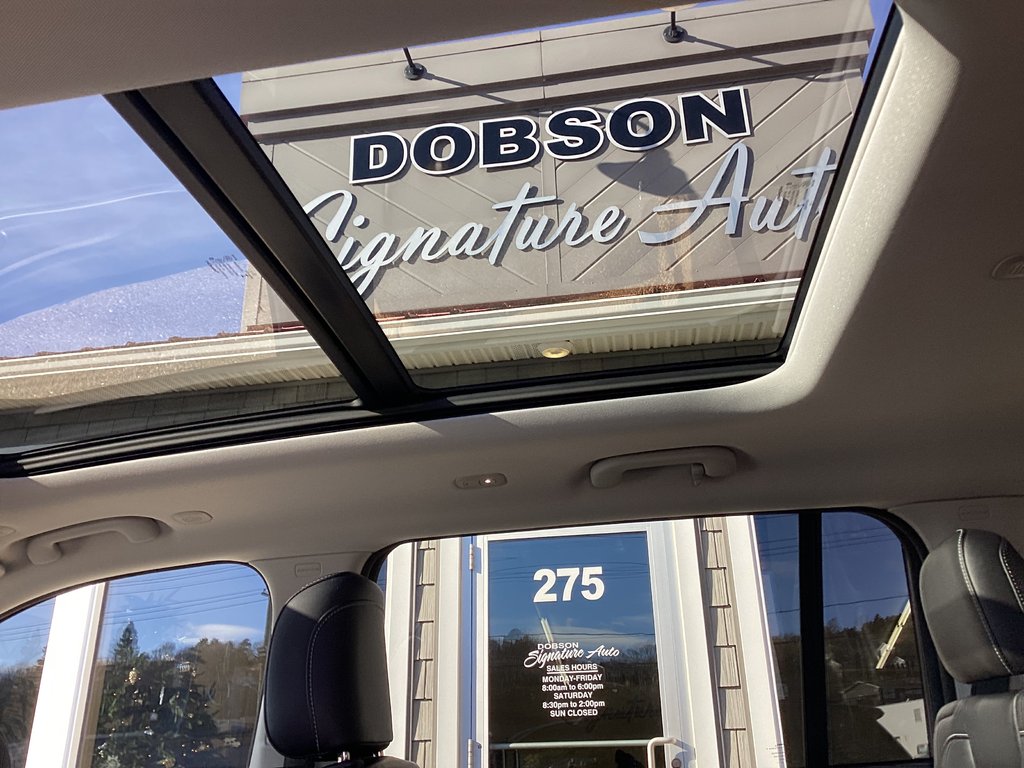 DOBSON
Signature Aut
275
DOBSON
Signature Auto
SALES HOURS
MONDAY-FRIDAY
8:00am to 6:00pm
SATURDAY
8:30pm to 2:00pm
SUN CLOSED